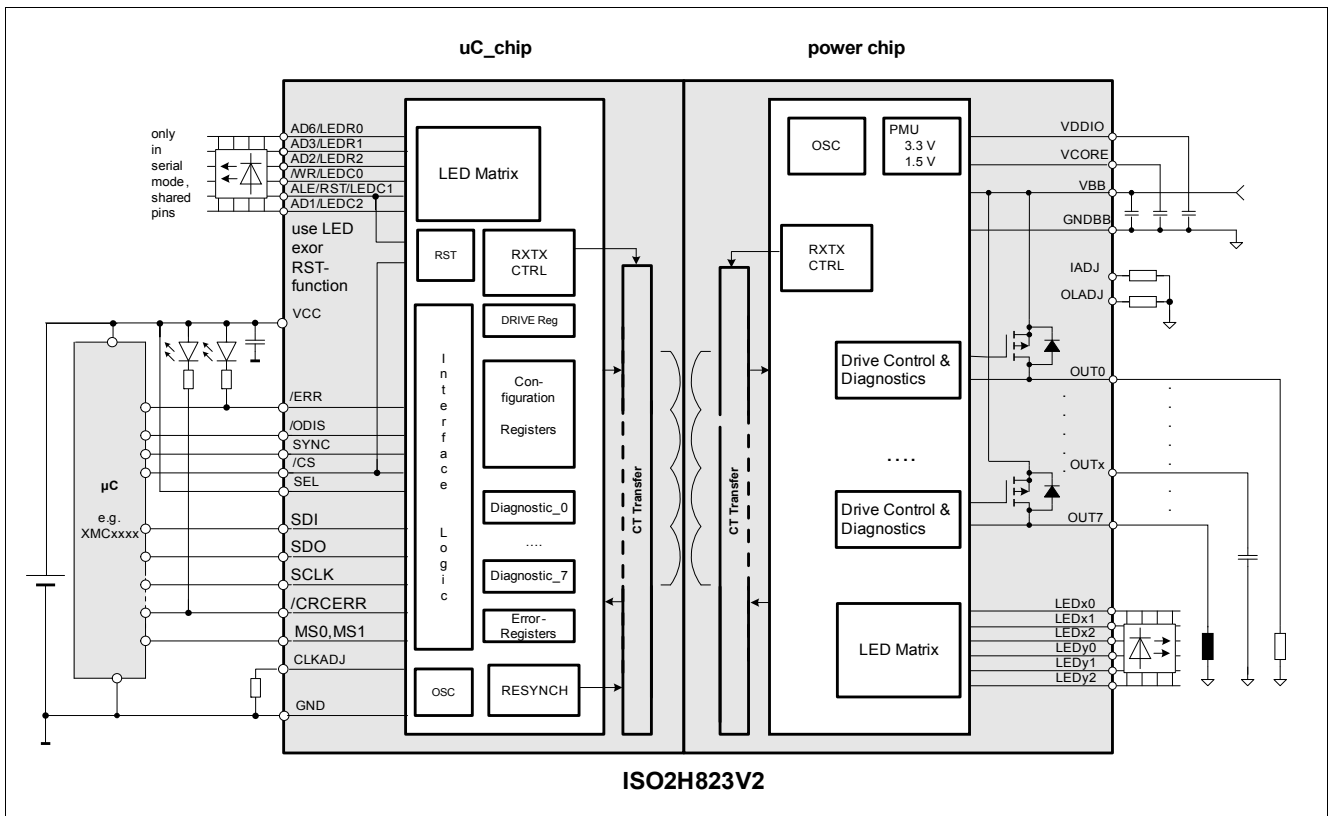 uC_chip
power chip
only
in
serial
mode,
shared
pins
AD6/LEDR0
AD3/LEDR1
AD2/LEDR2
/WR/LEDC0
ALE/RST/LEDC1
AD1/LEDC2
use LED
exor
RST-
function
VCC
/ERR
/ODIS
SYNC
/CS
SEL
SDI
SDO
SCLK
/CRCERR
MS0,MS1
CLKADJ
GND
µC
e.g.
XMCxxxx
LED Matrix
RST
RXTX
CTRL
DRIVE Reg
Interface Logic
Con-
figuration
Registers
Diagnostic_0
....
Diagnostic_7
Error-
Registers
OSC
RESYNCH
CT Transfer
CT Transfer
OSC
PMU
3.3 V
1.5 V
RXTX
CTRL
Drive Control &
Diagnostics
....
Drive Control &
Diagnostics
LED Matrix
VDDIO
VCORE
VBB
GNDBB
IADJ
OLADJ
OUT0
OUTx
OUT7
LEDx0
LEDx1
LEDx2
LEDy0
LEDy1
LEDy2
ISO2H823V2